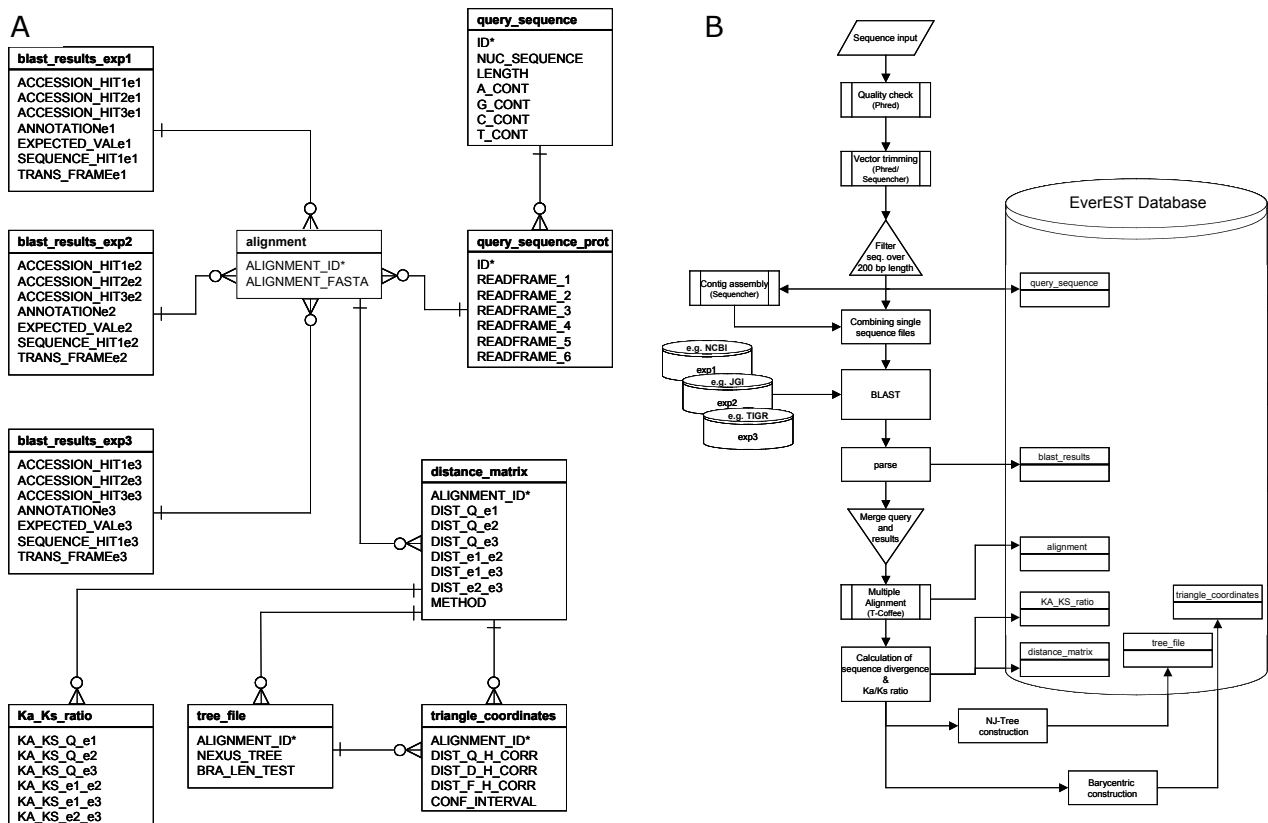 A
blast_results_exp1
ACCESSION_HIT1e1
ACCESSION_HIT2e1
ACCESSION_HIT3e1
ANNOTATIONe1
EXPECTED_VALe1
SEQUENCE_HIT1e1
TRANS_FRAMEe1
query_sequence
ID*
NUC_SEQUENCE
LENGTH
A_CONT
G_CONT
C_CONT
T_CONT
blast_results_exp2
ACCESSION_HIT1e2
ACCESSION_HIT2e2
ACCESSION_HIT3e2
ANNOTATIONe2
EXPECTED_VALe2
SEQUENCE_HIT1e2
TRANS_FRAMEe2
alignment
ALIGNMENT_ID*
ALIGNMENT_FASTA
query_sequence_prot
ID*
READFRAME_1
READFRAME_2
READFRAME_3
READFRAME_4
READFRAME_5
READFRAME_6
blast_results_exp3
ACCESSION_HIT1e3
ACCESSION_HIT2e3
ACCESSION_HIT3e3
ANNOTATIONe3
EXPECTED_VALe3
SEQUENCE_HIT1e3
TRANS_FRAMEe3
distance_matrix
ALIGNMENT_ID*
DIST_Q_e1
DIST_Q_e2
DIST_Q_e3
DIST_e1_e2
DIST_e1_e3
DIST_e2_e3
METHOD
Ka_Ks_ratio
KA_KS_Q_e1
KA_KS_Q_e2
KA_KS_Q_e3
KA_KS_e1_e2
KA_KS_e1_e3
KA_KS_e2_e3
tree_file
ALIGNMENT_ID*
NEXUS_TREE
BRA_LEN_TEST
triangle_coordinates
ALIGNMENT_ID*
DIST_Q_H_CORR
DIST_D_H_CORR
DIST_F_H_CORR
CONF_INTERVAL
B
Sequence input
Quality check
(Phred)
Vector trimming
(Phred/
Sequencher)
Filter
seq. over
200 bp length
Contig assembly
(Sequencher)
Combining single
sequence files
e.g. NCBI
exp1
e.g. JGI
exp2
e.g. TIGR
exp3
BLAST
parse
Merge query
and
results
Multiple
Alignment
(T-Coffee)
Calculation of
sequence divergence
&
Ka/Ks ratio
NJ-Tree
construction
Barycentric
construction
EverEST Database
query_sequence
blast_results
alignment
KA_KS_ratio
distance_matrix
tree_file
triangle_coordinates